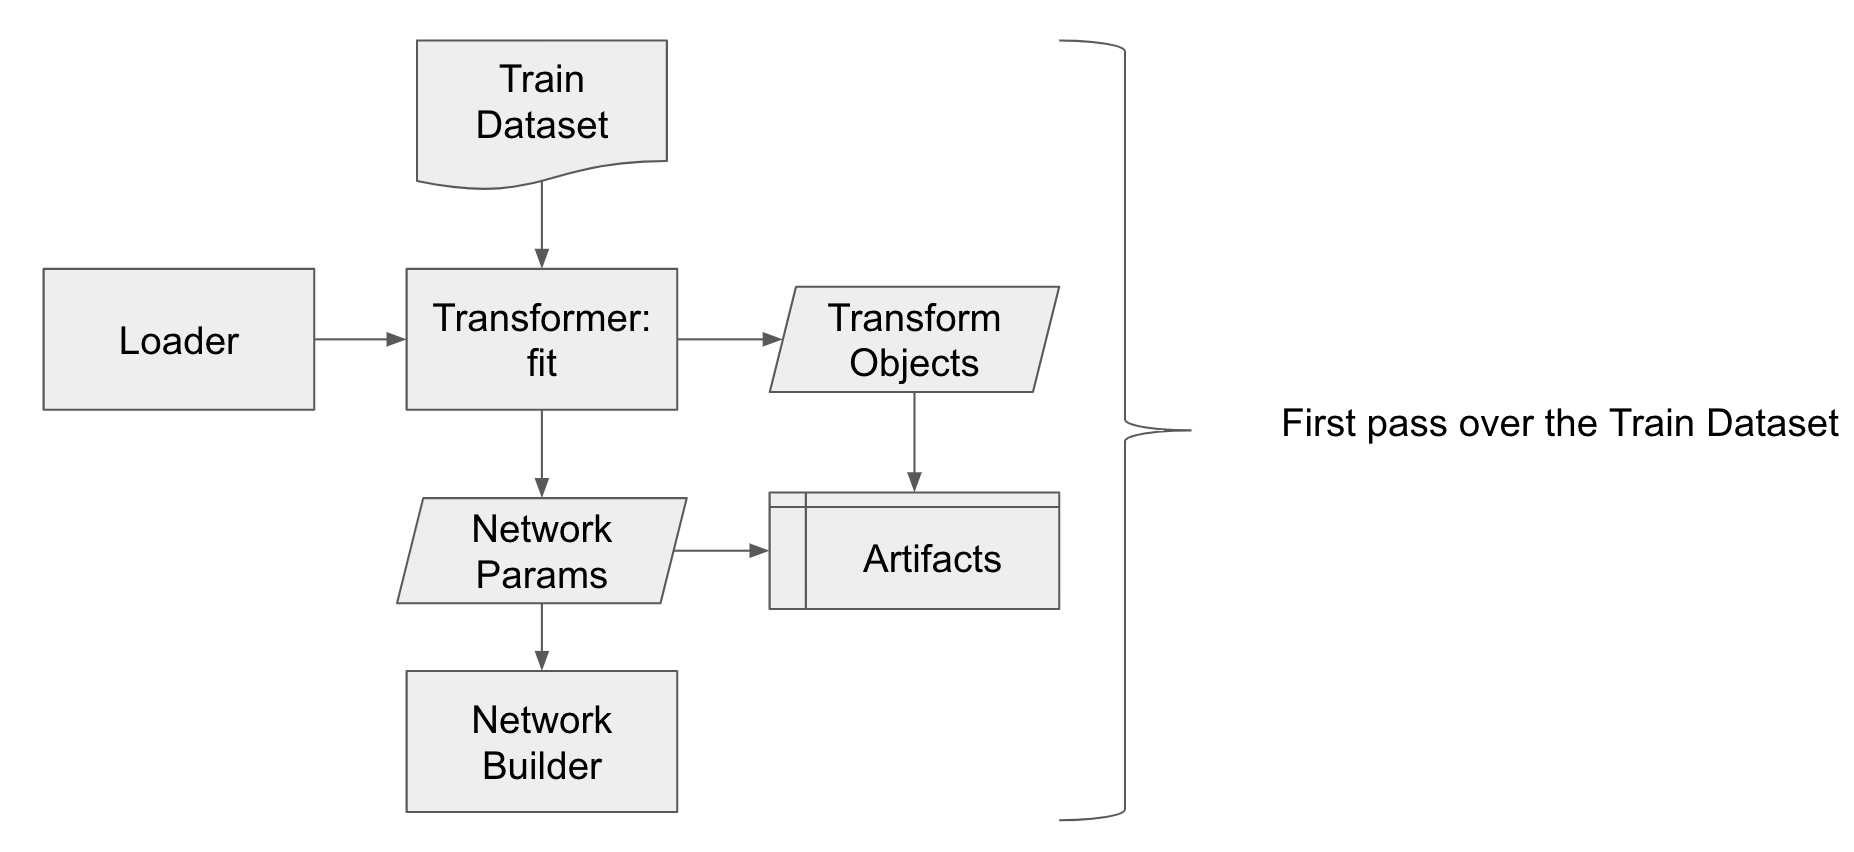 Train
Dataset
Loader
Transformer:
fit
Transform
Objects
First pass over the Train Dataset
Network
Params
Artifacts
Network
Builder